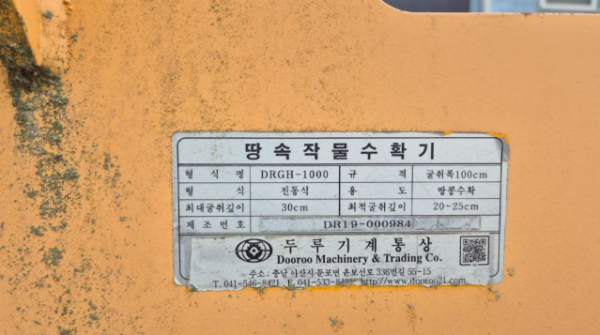 땅속작물수확기
형식명 DRGH-1000 규격 굴취폭100cm
형식 진동식 용도 땅콩수확
최대굴취깊이 30cm 최적굴취깊이 20~25cm
제조번호 DR19-000984
두루기계통상
Dooroo Machinery & Trading Co.
주소: 충남 아산시 둔포면 윤보선로 336번길 55-15
T. 041-546-8421 F. 041-533-8421 http://www.dooroo21.com